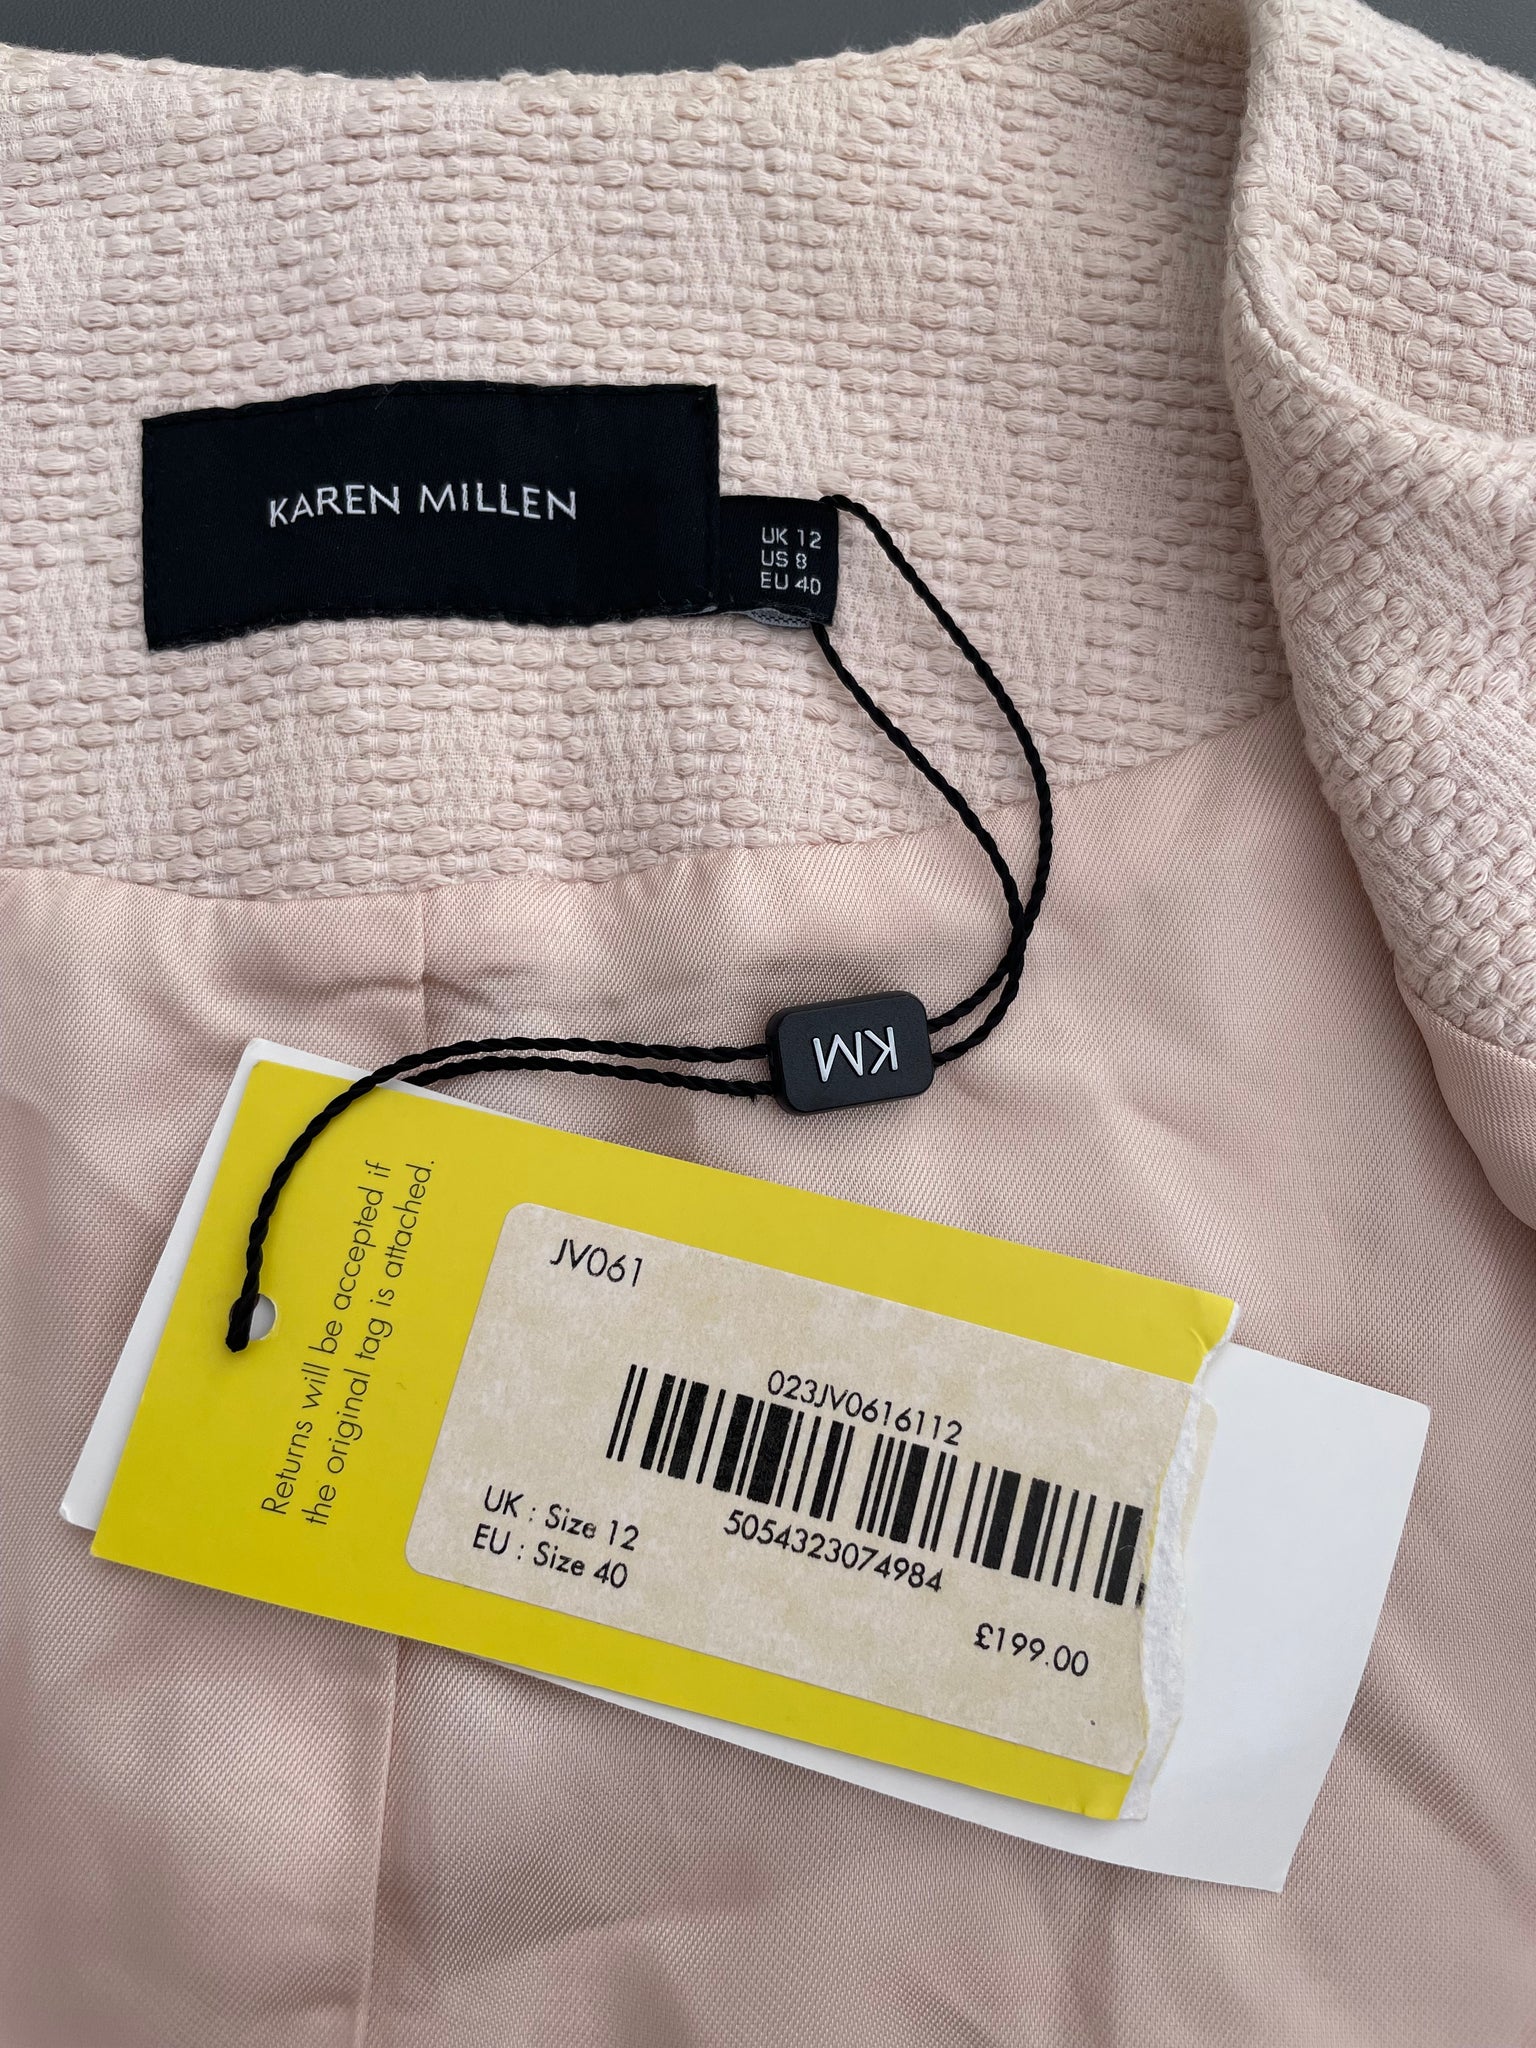 KAREN MILLEN
UK 12
US 8
EU 40
KM
Returns will be accepted if
the original tag is attached.
JV061
023JV0616112
5054323074984
UK : Size 12
EU : Size 40
£199.00